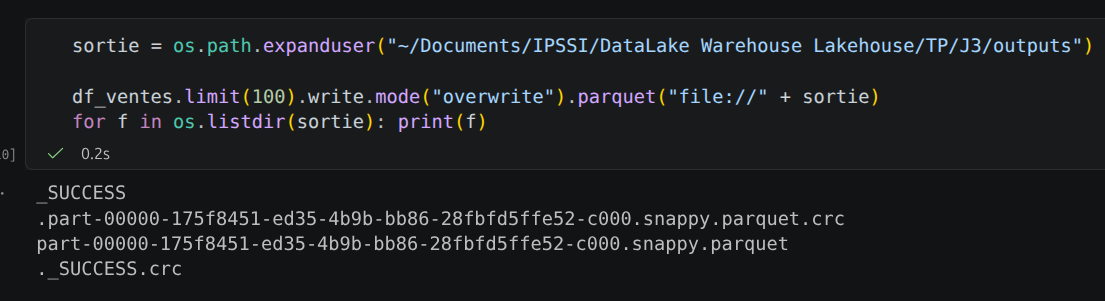 sortie = os.path.expanduser("~/Documents/IPSSI/DataLake Warehouse Lakehouse/TP/J3/outputs")
df_ventes.limit(100).write.mode("overwrite").parquet("file://" + sortie)
for f in os.listdir(sortie): print(f)
0]
0.2s
_SUCCESS
.part-00000-175f8451-ed35-4b9b-bb86-28fbfd5ffe52-c000.snappy.parquet.crc
part-00000-175f8451-ed35-4b9b-bb86-28fbfd5ffe52-c000.snappy.parquet
._SUCCESS.crc